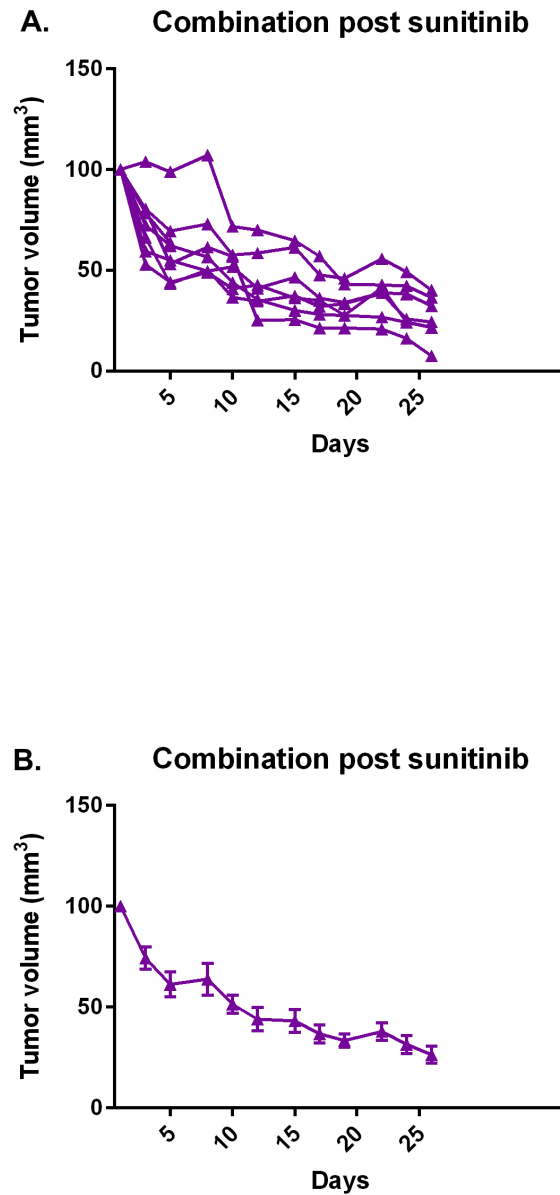 A. Combination post sunitinib
150
100
50
0
Tumor volume (mm³)
5 10 15 20 25
Days
B. Combination post sunitinib
150
100
50
0
Tumor volume (mm³)
5 10 15 20 25
Days